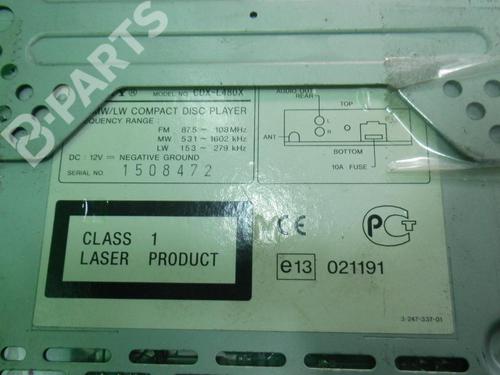 B-PARTS
MODEL NO. CDX-L480X
MW/LW COMPACT DISC PLAYER
FREQUENCY RANGE :
FM 87.5 ~ 108 MHz
MW 531 ~ 1602 kHz
LW 153 ~ 279 kHz
DC : 12V NEGATIVE GROUND
SERIAL NO. 1508472
AUDIO OUT
REAR
TOP
L
R
ANT
BOTTOM
10A FUSE
CLASS 1
LASER PRODUCT
CE
PCT
e13 021191
3-247-337-01